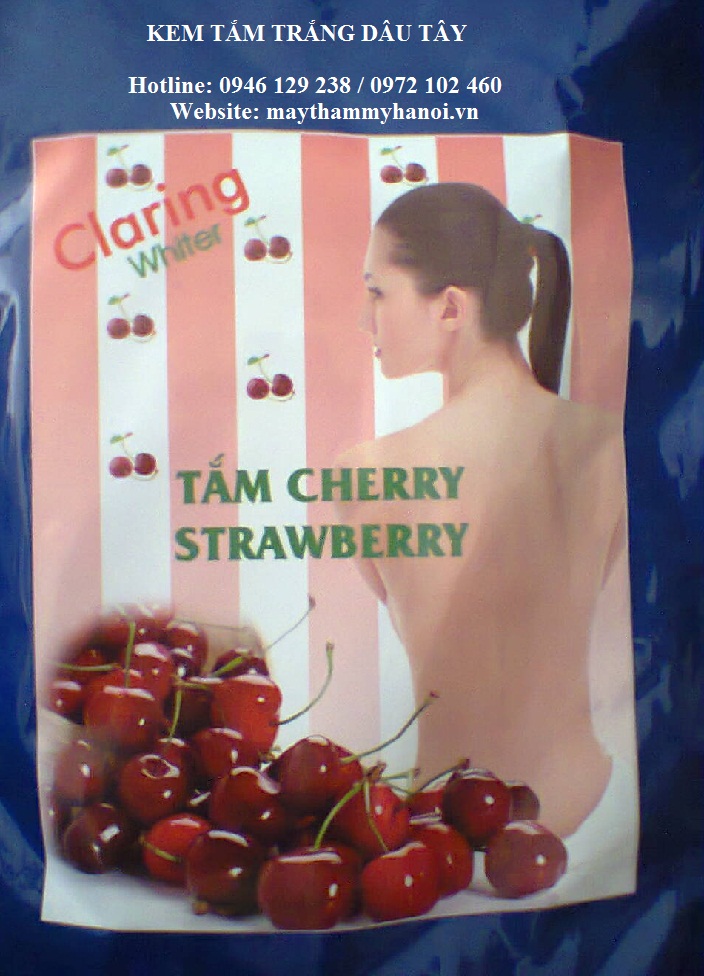 KEM TẮM TRẮNG DÂU TÂY
Hotline: 0946 129 238 / 0972 102 460
Website: maythammyhanoi.vn
Claring
Whiter
TẮM CHERRY
STRAWBERRY